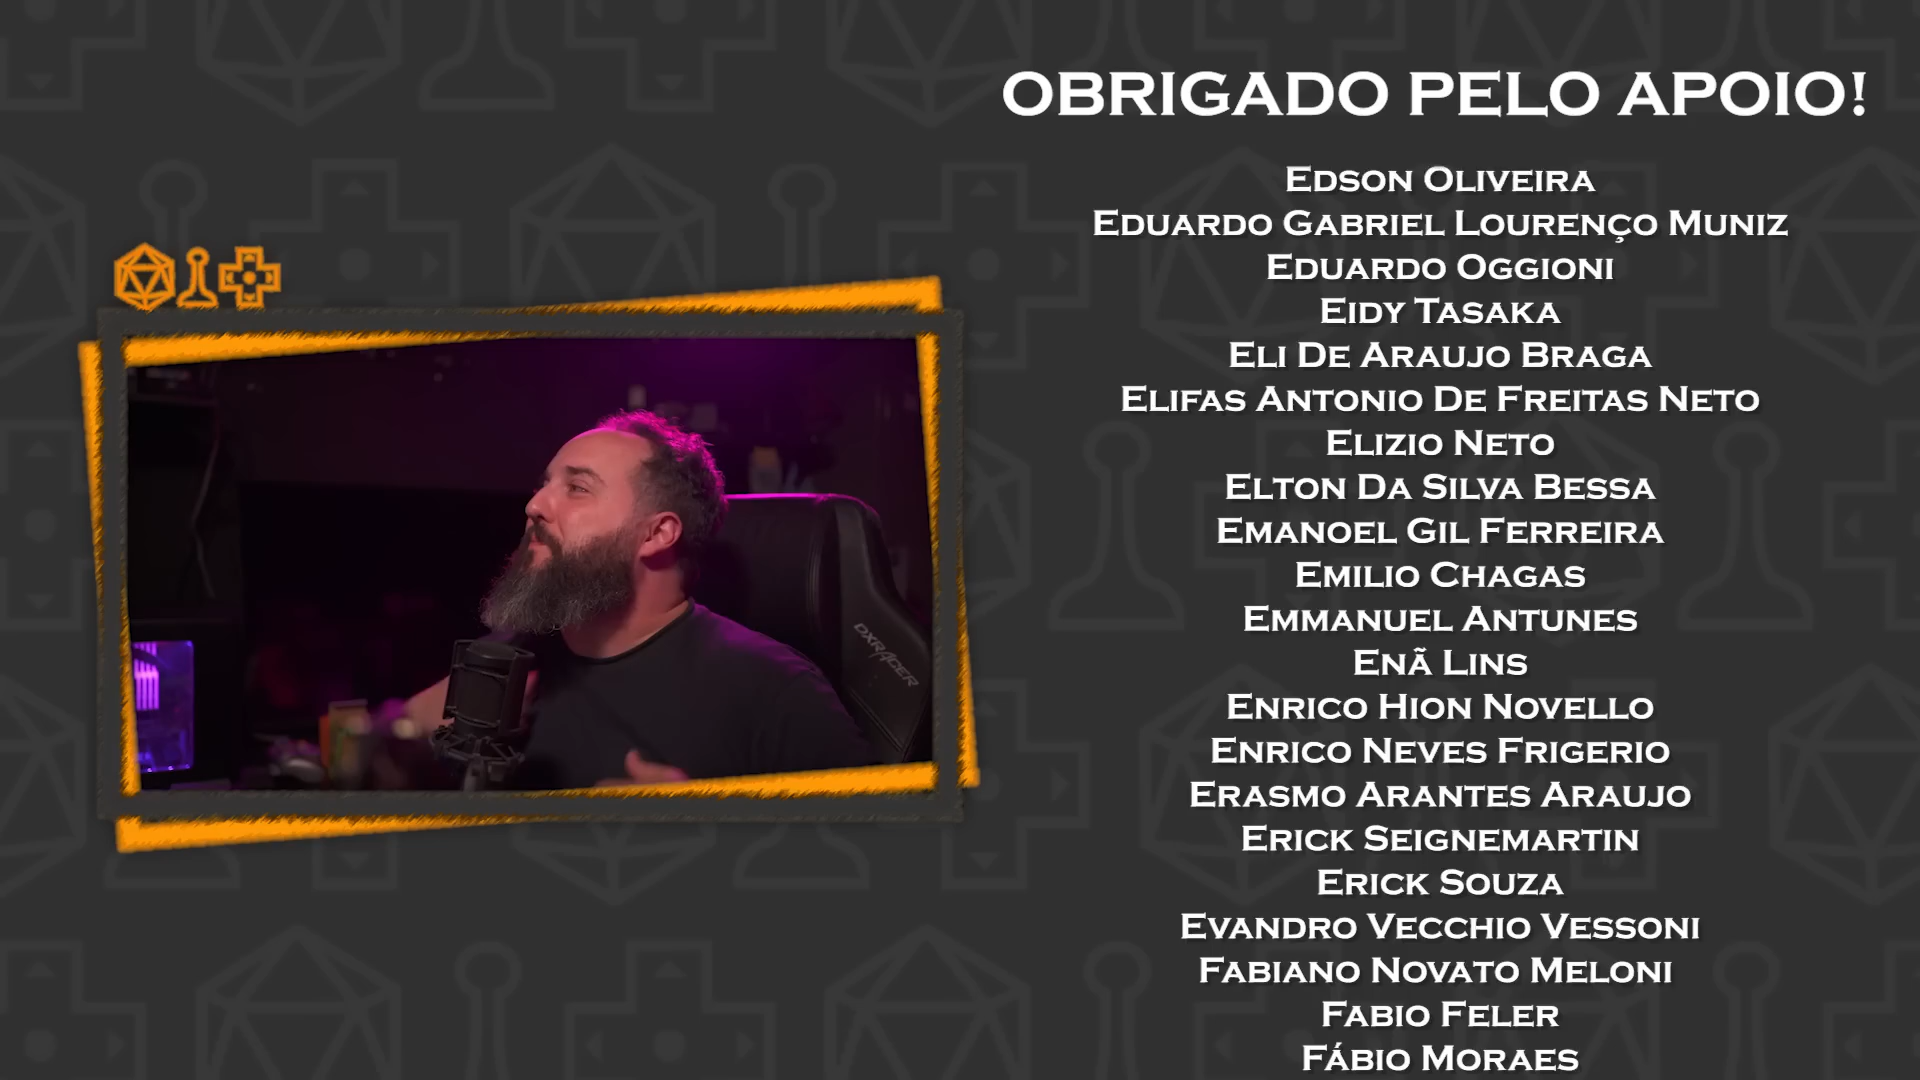 OBRIGADO PELO APOIO!
EDSON OLIVEIRA
EDUARDO GABRIEL LOURENÇO MUNIZ
EDUARDO OGGIONI
EIDY TASAKA
ELI DE ARAUJO BRAGA
ELIFAS ANTONIO DE FREITAS NETO
ELIZIO NETO
ELTON DA SILVA BESSA
EMANOEL GIL FERREIRA
EMILIO CHAGAS
EMMANUEL ANTUNES
ENÃ LINS
ENRICO HION NOVELLO
ENRICO NEVES FRIGERIO
ERASMO ARANTES ARAUJO
ERICK SEIGNEMARTIN
ERICK SOUZA
EVANDRO VECCHIO VESSONI
FABIANO NOVATO MELONI
FABIO FELER
FÁBIO MORAES
DXRACER